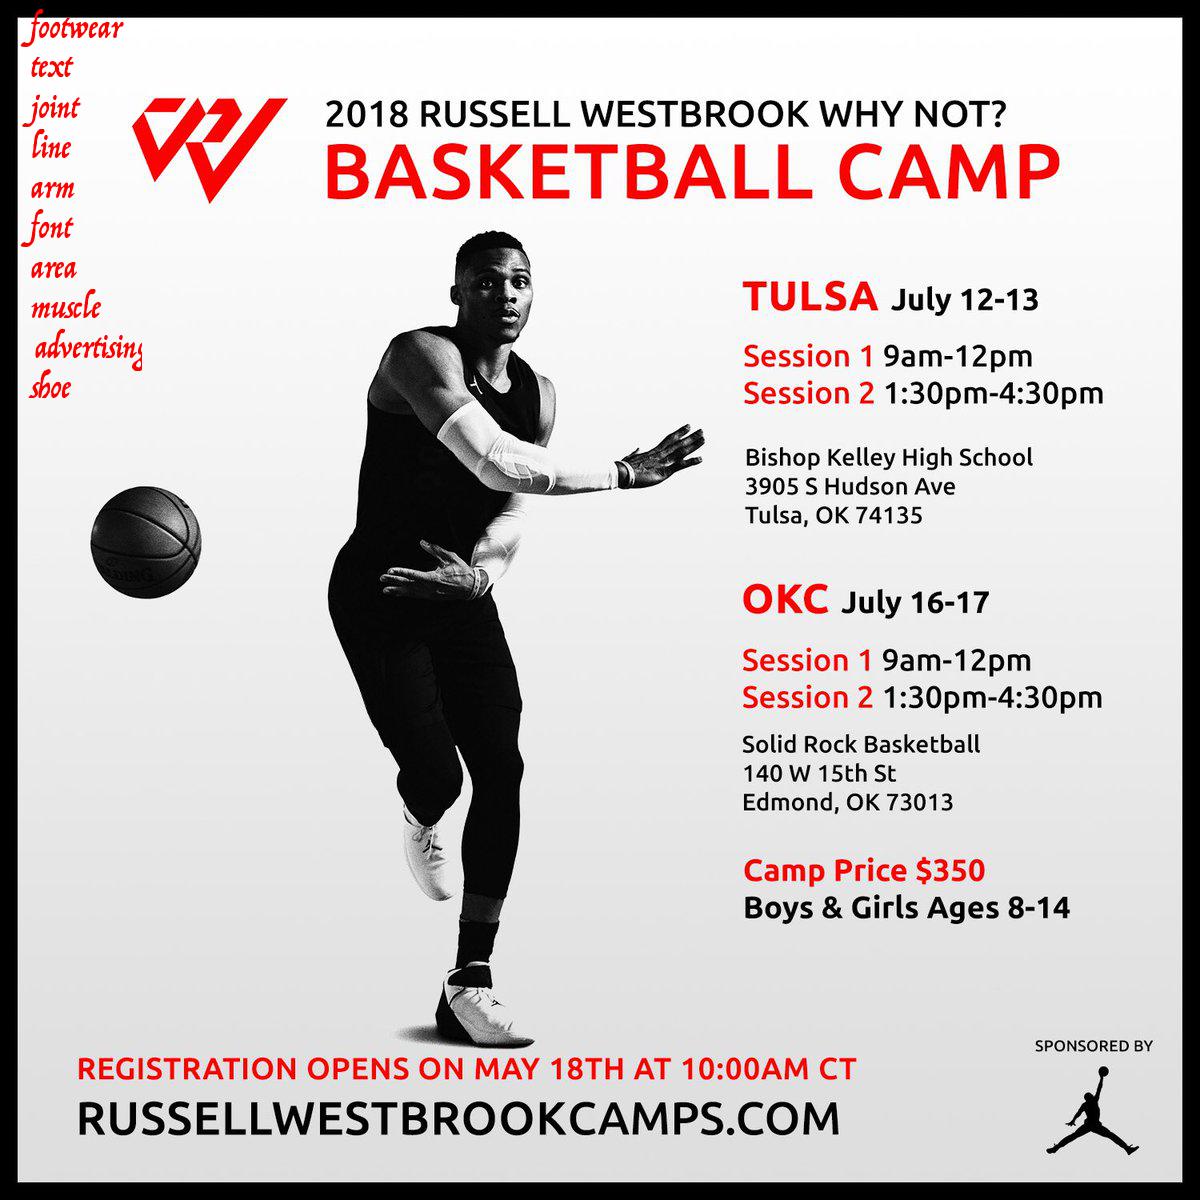 footwear
text
joint
line
arm
font
area
muscle
advertising
shoe
2018 RUSSELL WESTBROOK WHY NOT?
BASKETBALL CAMP
TULSA July 12-13
Session 1 9am-12pm
Session 2 1:30pm-4:30pm
Bishop Kelley High School
3905 S Hudson Ave
Tulsa, OK 74135
OKC July 16-17
Session 1 9am-12pm
Session 2 1:30pm-4:30pm
Solid Rock Basketball
140 W 15th St
Edmond, OK 73013
Camp Price $350
Boys & Girls Ages 8-14
SPALDING
REGISTRATION OPENS ON MAY 18TH AT 10:00AM CT
RUSSELLWESTBROOKCAMPS.COM
SPONSORED BY